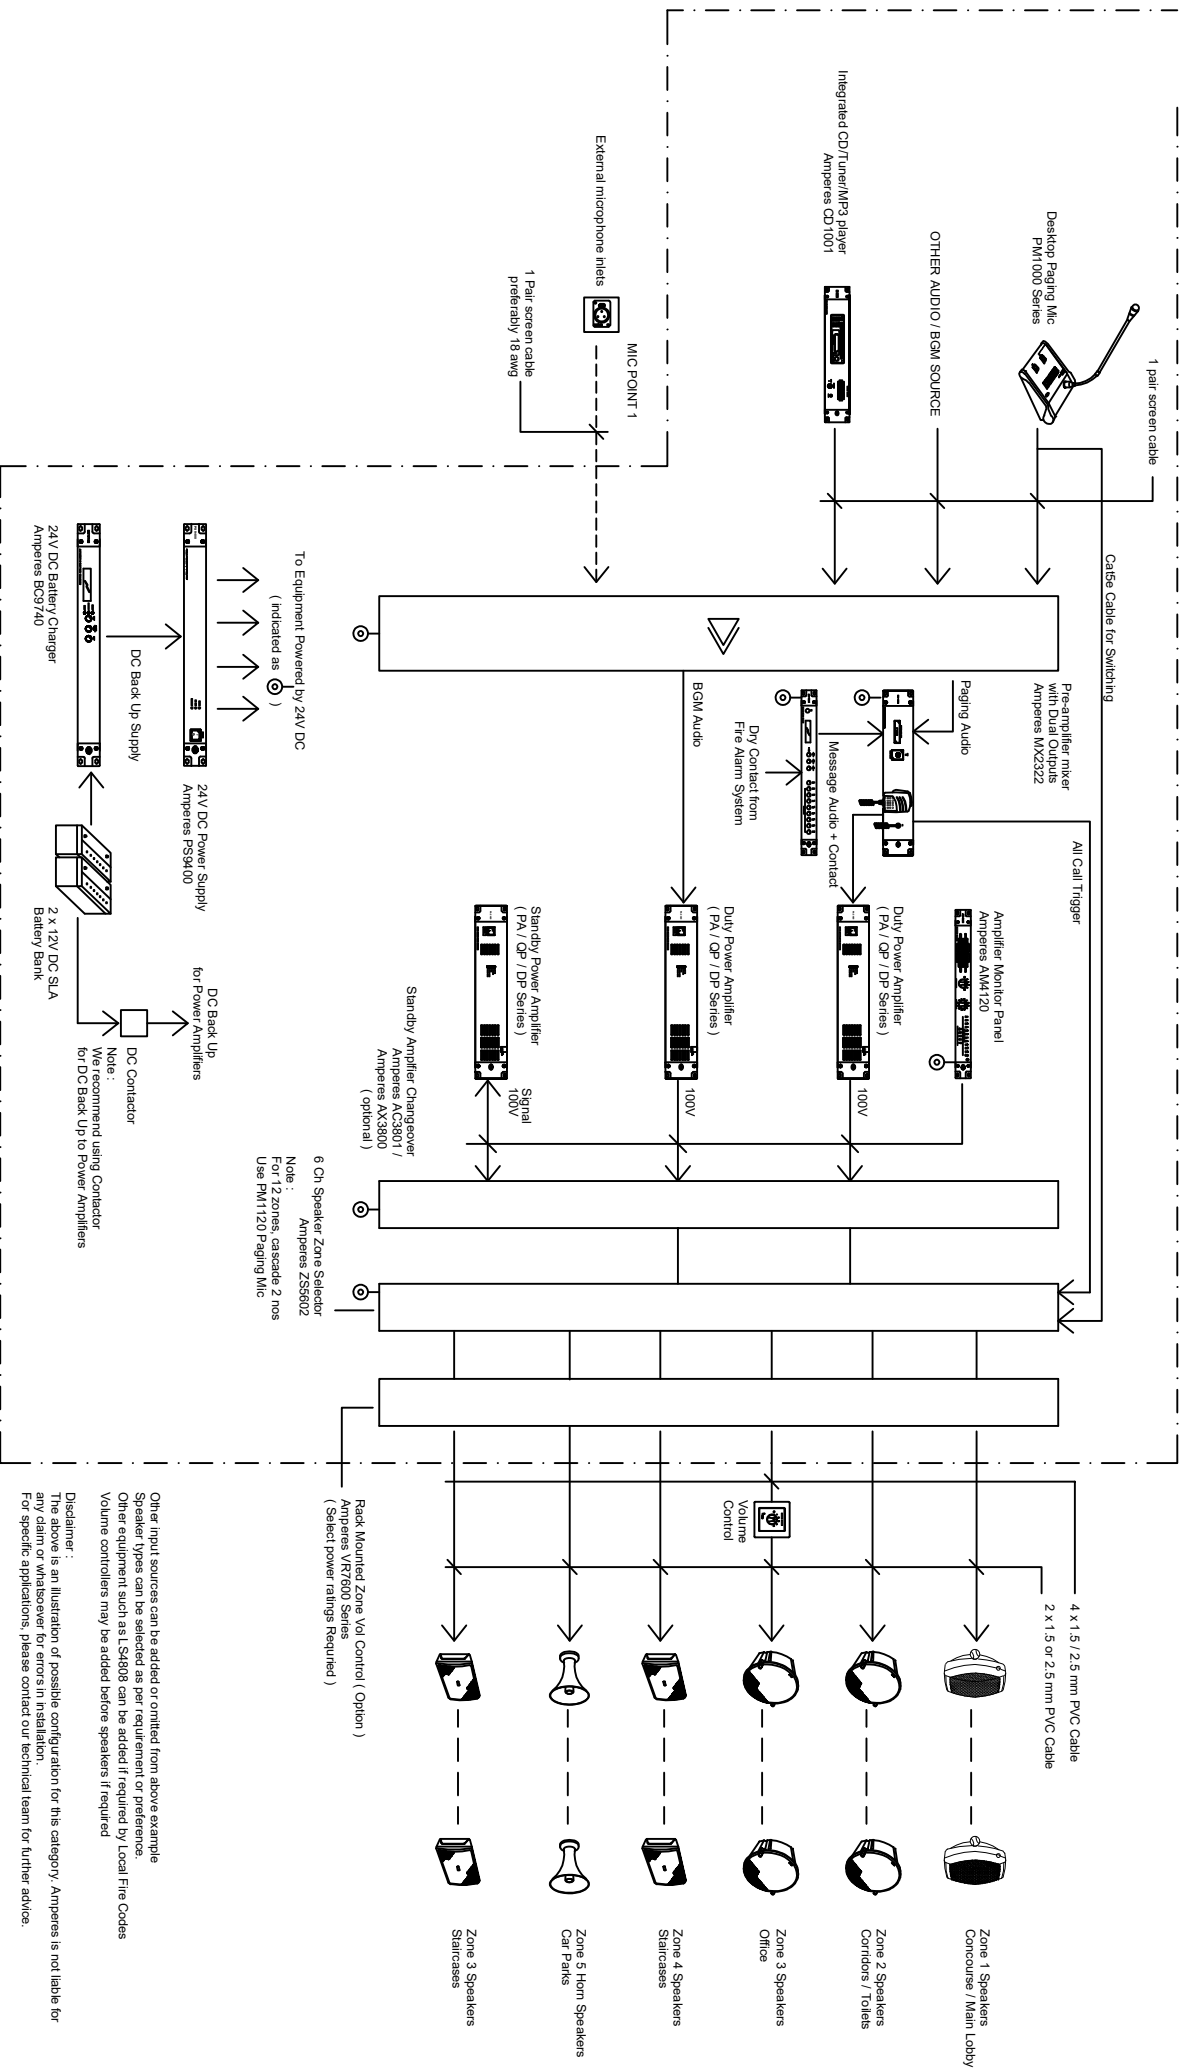 1 pair screen cable
Desktop Paging Mic
PM1000 Series
OTHER AUDIO / BGM SOURCE
Integrated CD/Tuner/MP3 player
Amperes CD1001
External microphone inlets
MIC POINT 1
1 Pair screen cable
preferably 18 awg
Cat5e Cable for Switching
Pre-amplifier mixer
with Dual Outputs
Amperes MX2322
Paging Audio
All Call Trigger
Message Audio + Contact
Dry Contact from
Fire Alarm System
BGM Audio
Amplifier Monitor Panel
Amperes AM4120
Duty Power Amplifier
( PA / QP / DP Series )
100V
Duty Power Amplifier
( PA / QP / DP Series )
100V
Standby Power Amplifier
( PA / QP / DP Series )
Signal
100V
Standby Amplfier Changeover
Amperes AC3801 /
Amperes AX3800
( optional )
6 Ch Speaker Zone Selector
Amperes ZS5602
Note :
For 12 zones, cascade 2 nos
Use PM1120 Paging Mic
To Equipment Powered by 24V DC
( indicated as
)
24V DC Power Supply
Amperes PS9400
DC Back Up Supply
24V DC Battery Charger
Amperes BC9740
2 x 12V DC SLA
Battery Bank
DC Back Up
for Power Amplifiers
DC Contactor
Note :
We recommend using Contactor
for DC Back Up to Power Amplifiers
Rack Mounted Zone Vol Control ( Option )
Amperes VR7600 Series
( Select power ratings Requried )
Volume
Control
4 x 1.5 / 2.5 mm PVC Cable
2 x 1.5 or 2.5 mm PVC Cable
Zone 1 Speakers
Concourse / Main Lobby
Zone 2 Speakers
Corridors / Toilets
Zone 3 Speakers
Office
Zone 4 Speakers
Staircases
Zone 5 Horn Speakers
Car Parks
Zone 3 Speakers
Staircases
Other input sources can be added or omitted from above example
Speaker types can be selected as per requirement or preference.
Other equipment such as LS4808 can be added if required by Local Fire Codes
Volume controllers may be added before speakers if required
Disclaimer :
The above is an illustration of possible configuration for this category. Amperes is not liable for
any claim or whatsoever for errors in installation.
For specific applications, please contact our technical team for further advice.